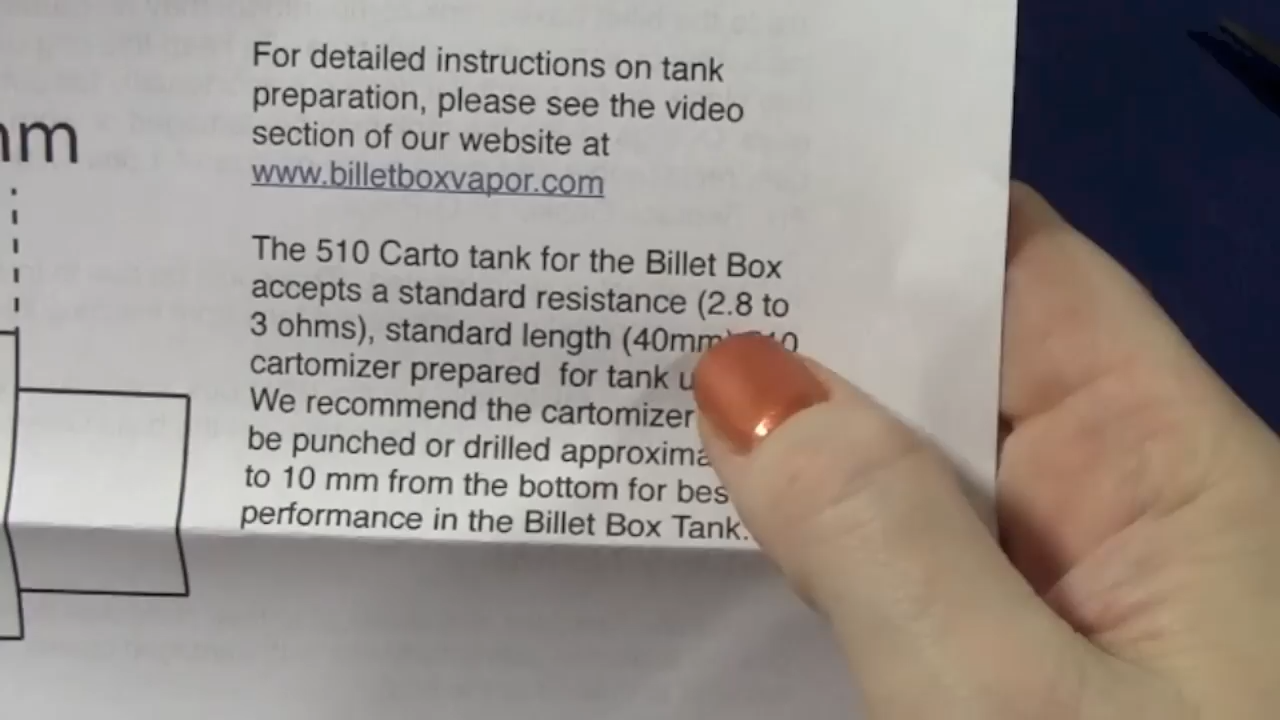 mm
For detailed instructions on tank
preparation, please see the video
section of our website at
www.billetboxvapor.com
The 510 Carto tank for the Billet Box
accepts a standard resistance (2.8 to
3 ohms), standard length (40mm)
cartomizer prepared for tank
We recommend the cartomizer
be punched or drilled
to 10 mm from the bottom for
performance in the Billet Box Tank.